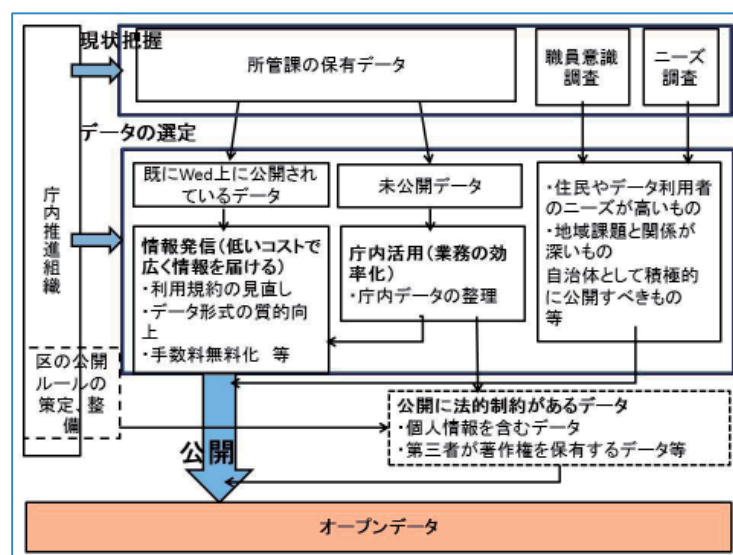 現状把握
所管課の保有データ
職員意識
調査
ニーズ
調査
データの選定
庁内推進組織
既にWed上に公開され
ているデータ
未公開データ
・住民やデータ利用者
のニーズが高いもの
・地域課題と関係が
深いもの
自治体として積極的
に公開すべきもの
等
情報発信(低いコストで
広く情報を届ける)
・利用規約の見直し
・データ形式の質的向
上
・手数料無料化 等
庁内活用(業務の効
率化)
・庁内データの整理
区の公開
ルールの
策定、整
備
公開に法的制約があるデータ
・個人情報を含むデータ
・第三者が著作権を保有するデータ等
公開
オープンデータ